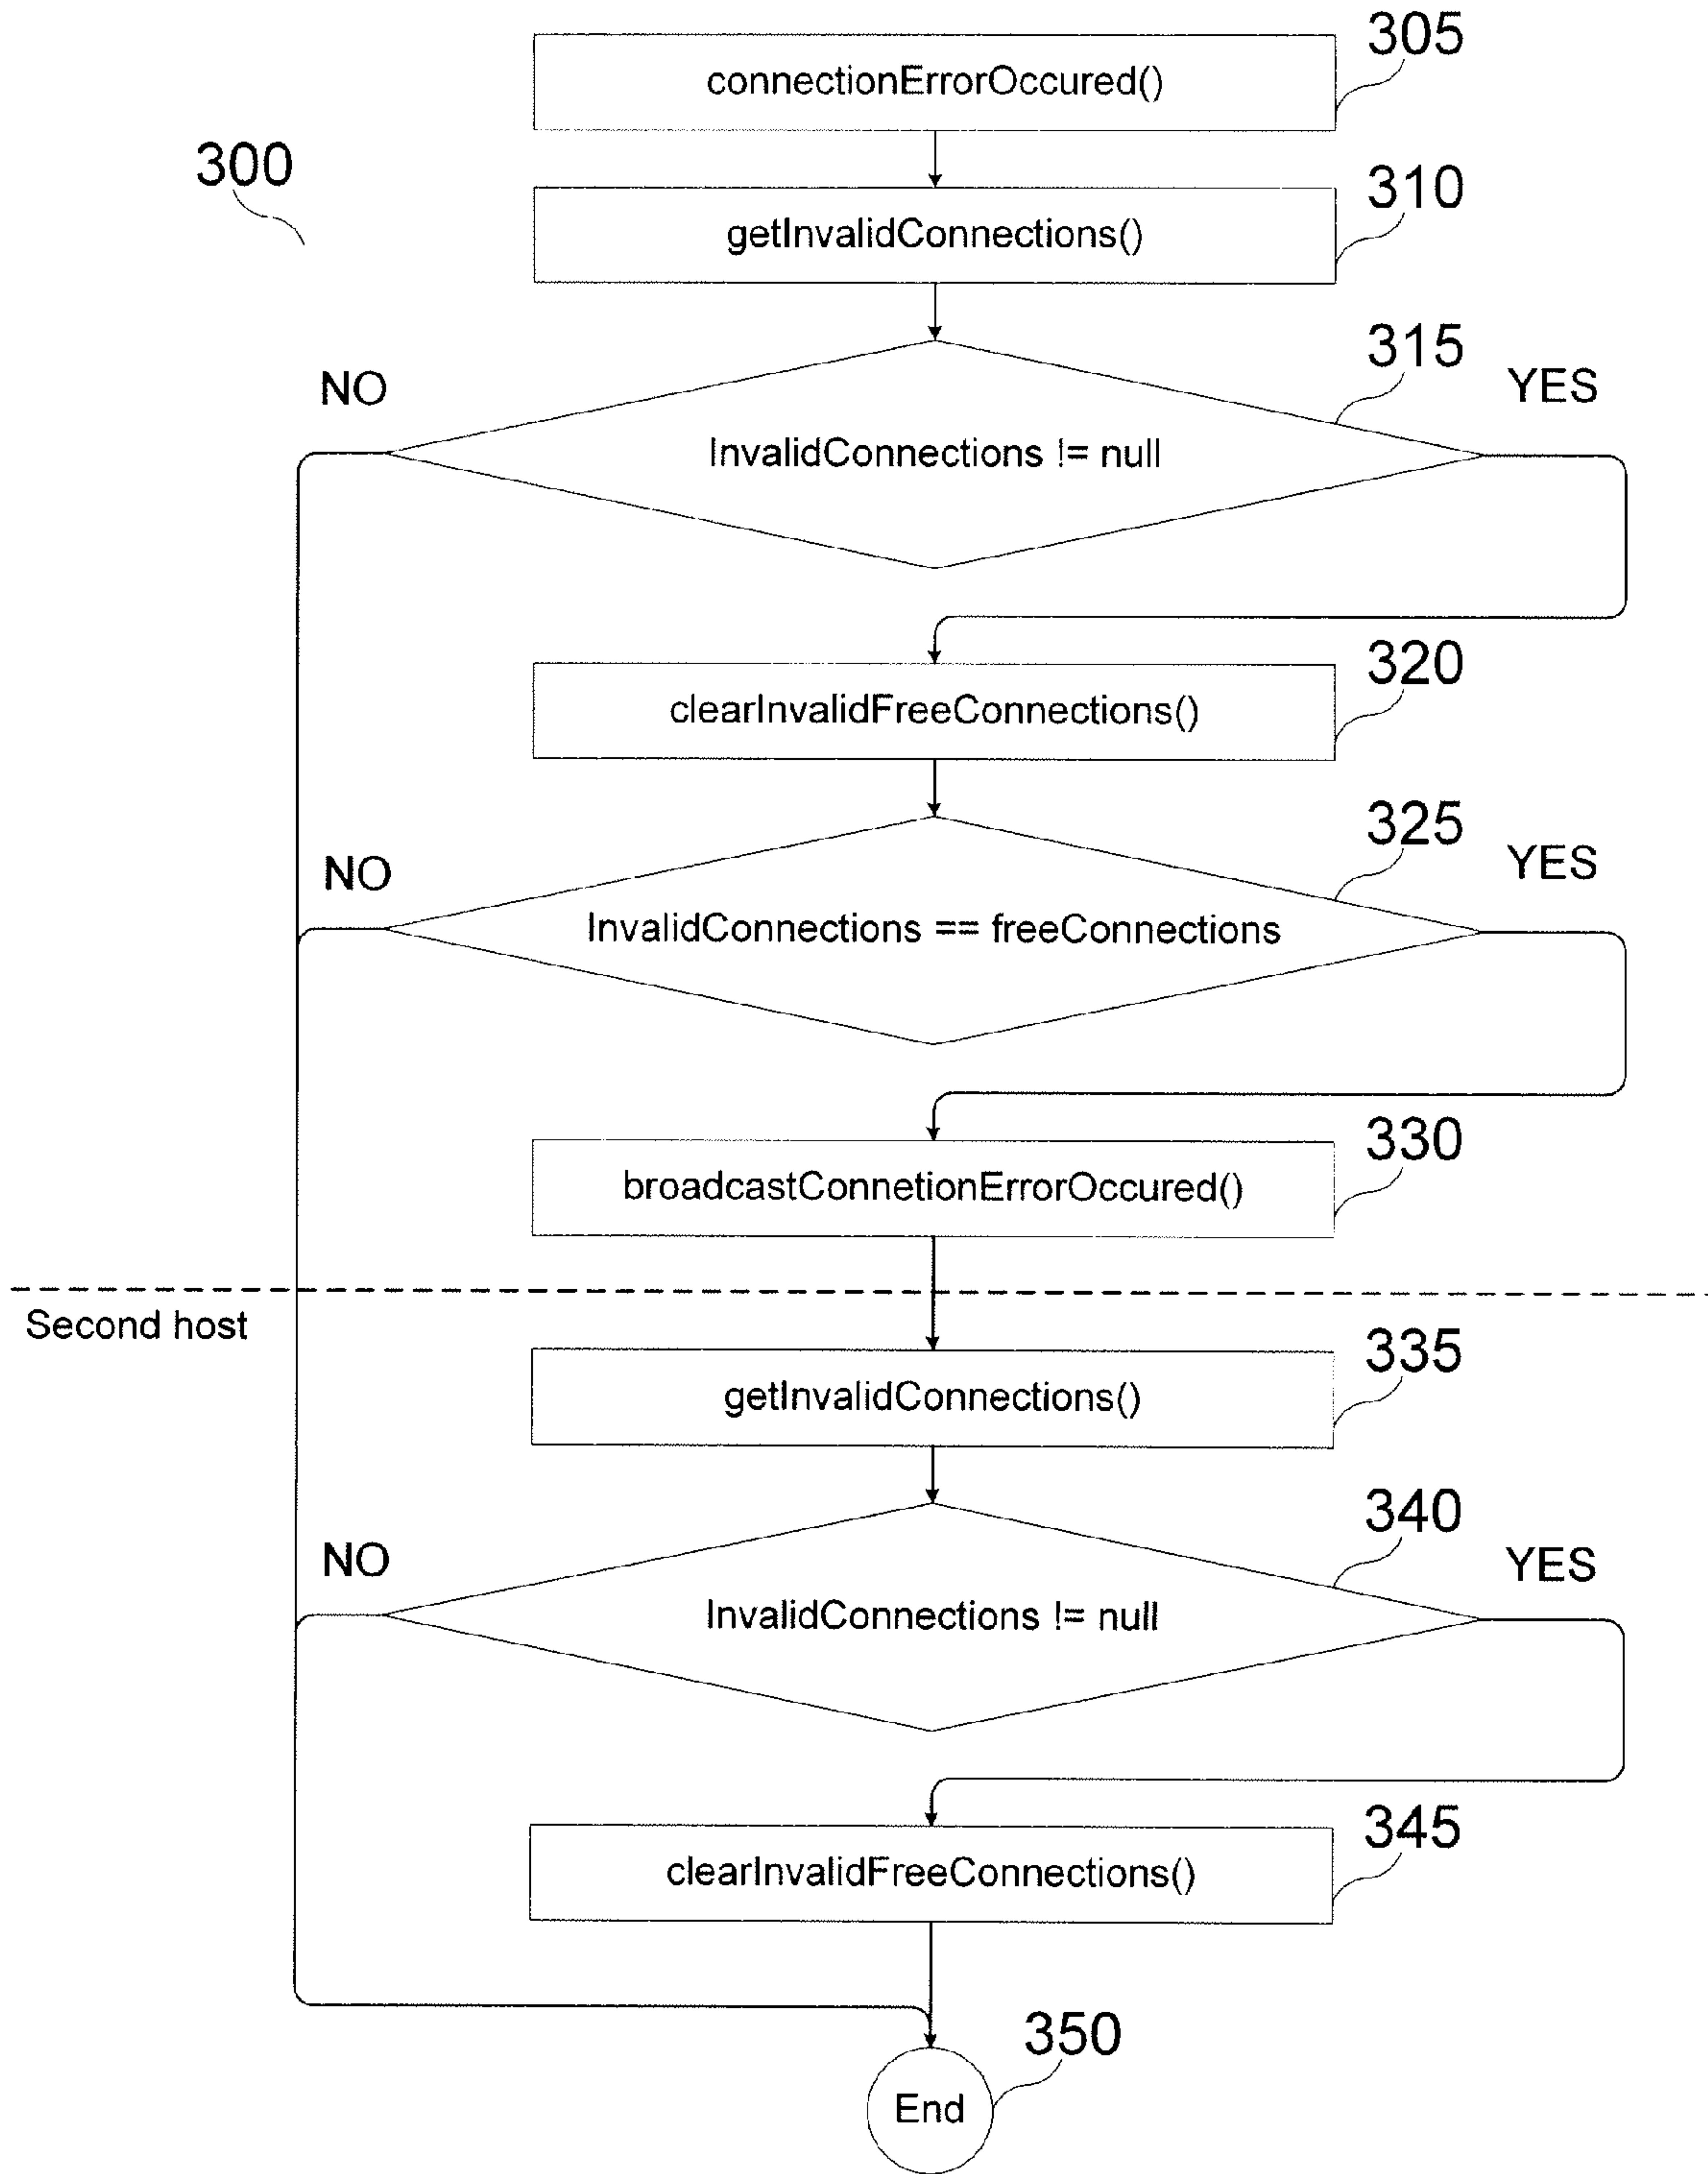 305
connectionErrorOccured()
300
310
getInvalidConnections()
315
NO
YES
InvalidConnections != null
320
clearInvalidFreeConnections()
325
NO
YES
InvalidConnections == freeConnections
330
broadcastConnetionErrorOccured()
Second host
335
getInvalidConnections()
340
NO
YES
InvalidConnections != null
345
clearInvalidFreeConnections()
350
End